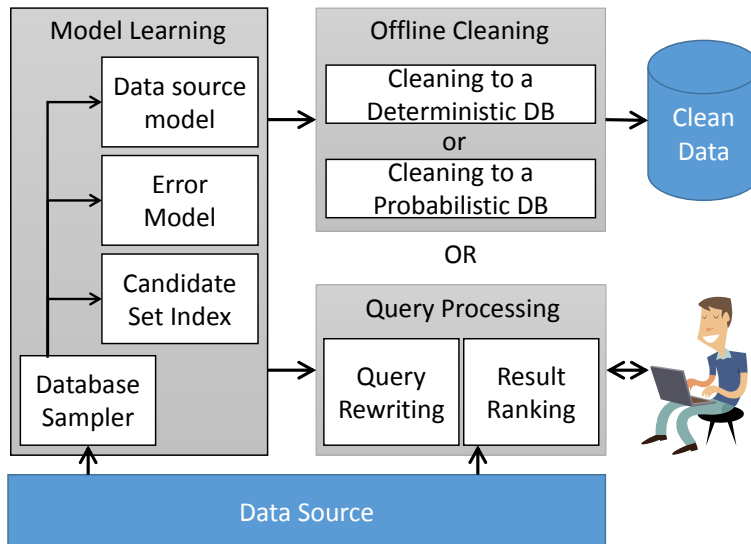 Model Learning
Data source
model
Error
Model
Candidate
Set Index
Database
Sampler
Offline Cleaning
Cleaning to a
Deterministic DB
or
Cleaning to a
Probabilistic DB
Clean
Data
OR
Query Processing
Query
Rewriting
Result
Ranking
Data Source